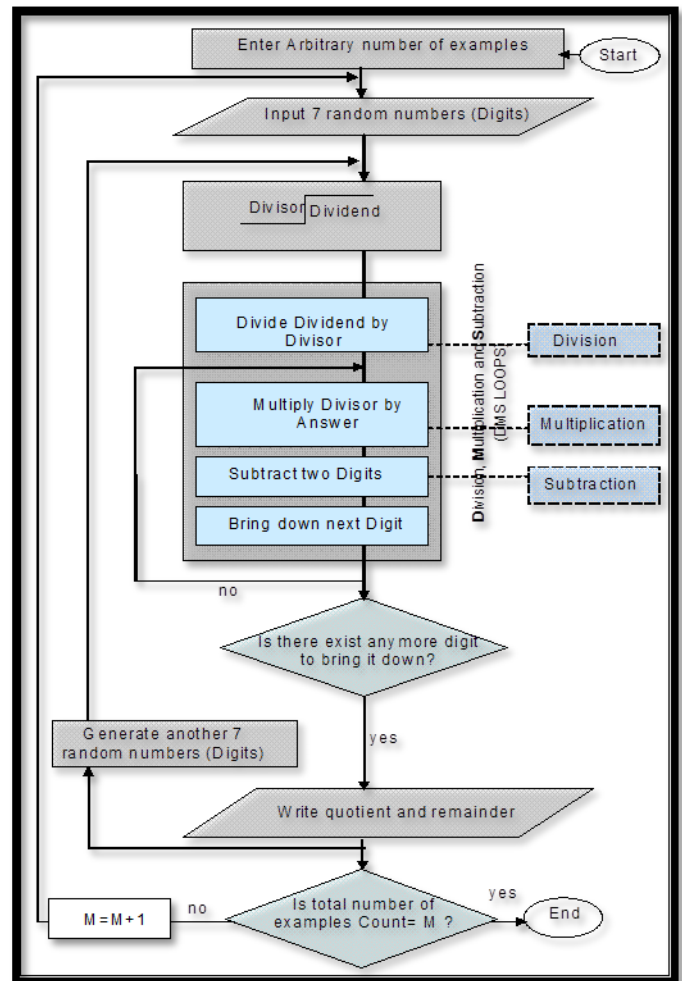 Enter Arbitrary number of examples
Start
Input 7 random numbers (Digits)
Divisor Dividend
Divide Dividend by
Divisor
Division
Multiply Divisor by
Answer
Multiplication
Subtract two Digits
Subtraction
Bring down next Digit
Division, Multiplication and Subtraction
(DMS LOOPS)
no
Is there exist any more digit
to bring it down?
yes
Generate another 7
random numbers (Digits)
Write quotient and remainder
Is total number of
examples Count= M ?
yes
End
no
M=M+1